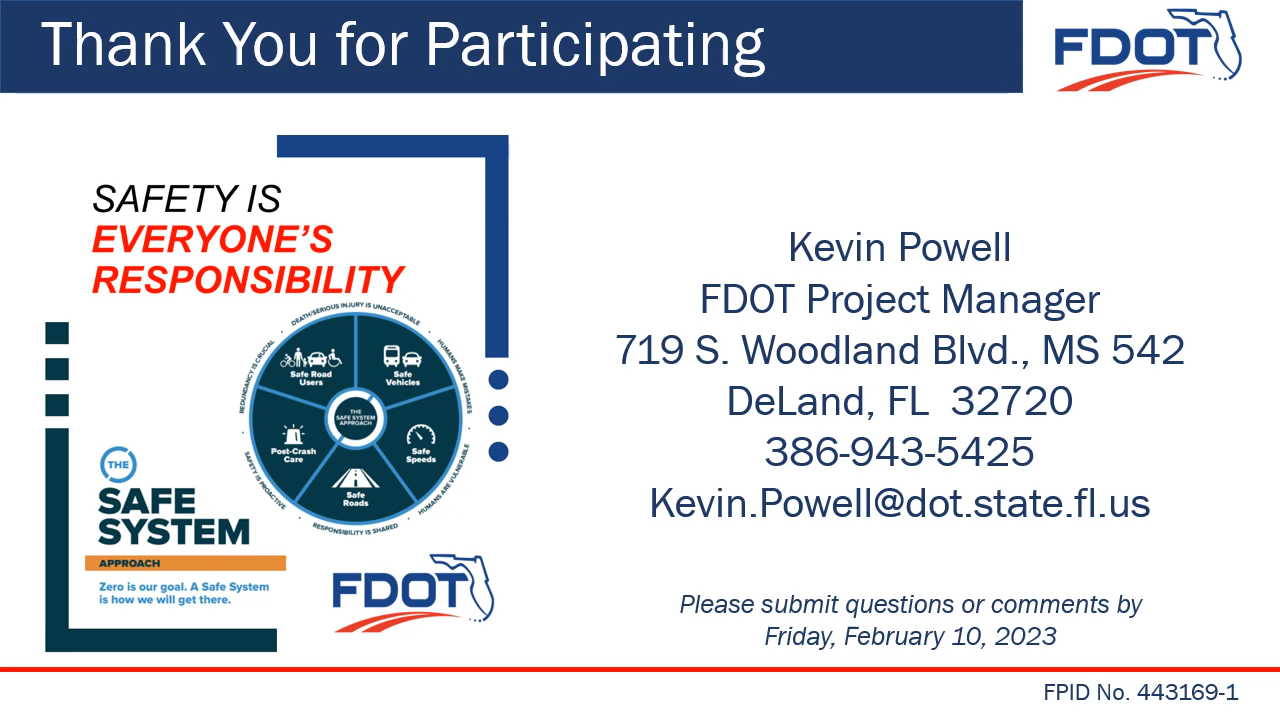 Thank You for Participating
FDOT
SAFETY IS
EVERYONE'S
RESPONSIBILITY
DEATH/SERIOUS INJURY IS UNACCEPTABLE
HUMANS MAKE MISTAKES
HUMANS ARE VULNERABLE
RESPONSIBILITY IS SHARED
SAFETY IS PROACTIVE
REDUNDANCY IS CRUCIAL
Safe Road
Users
Safe
Vehicles
THE
SAFE SYSTEM
APPROACH
Post-Crash
Care
Safe
Speeds
Safe
Roads
THE
SAFE
SYSTEM
APPROACH
Zero is our goal. A Safe System
is how we will get there.
FDOT
Kevin Powell
FDOT Project Manager
719 S. Woodland Blvd., MS 542
DeLand, FL  32720
386-943-5425
Kevin.Powell@dot.state.fl.us
Please submit questions or comments by
Friday, February 10, 2023
FPID No. 443169-1